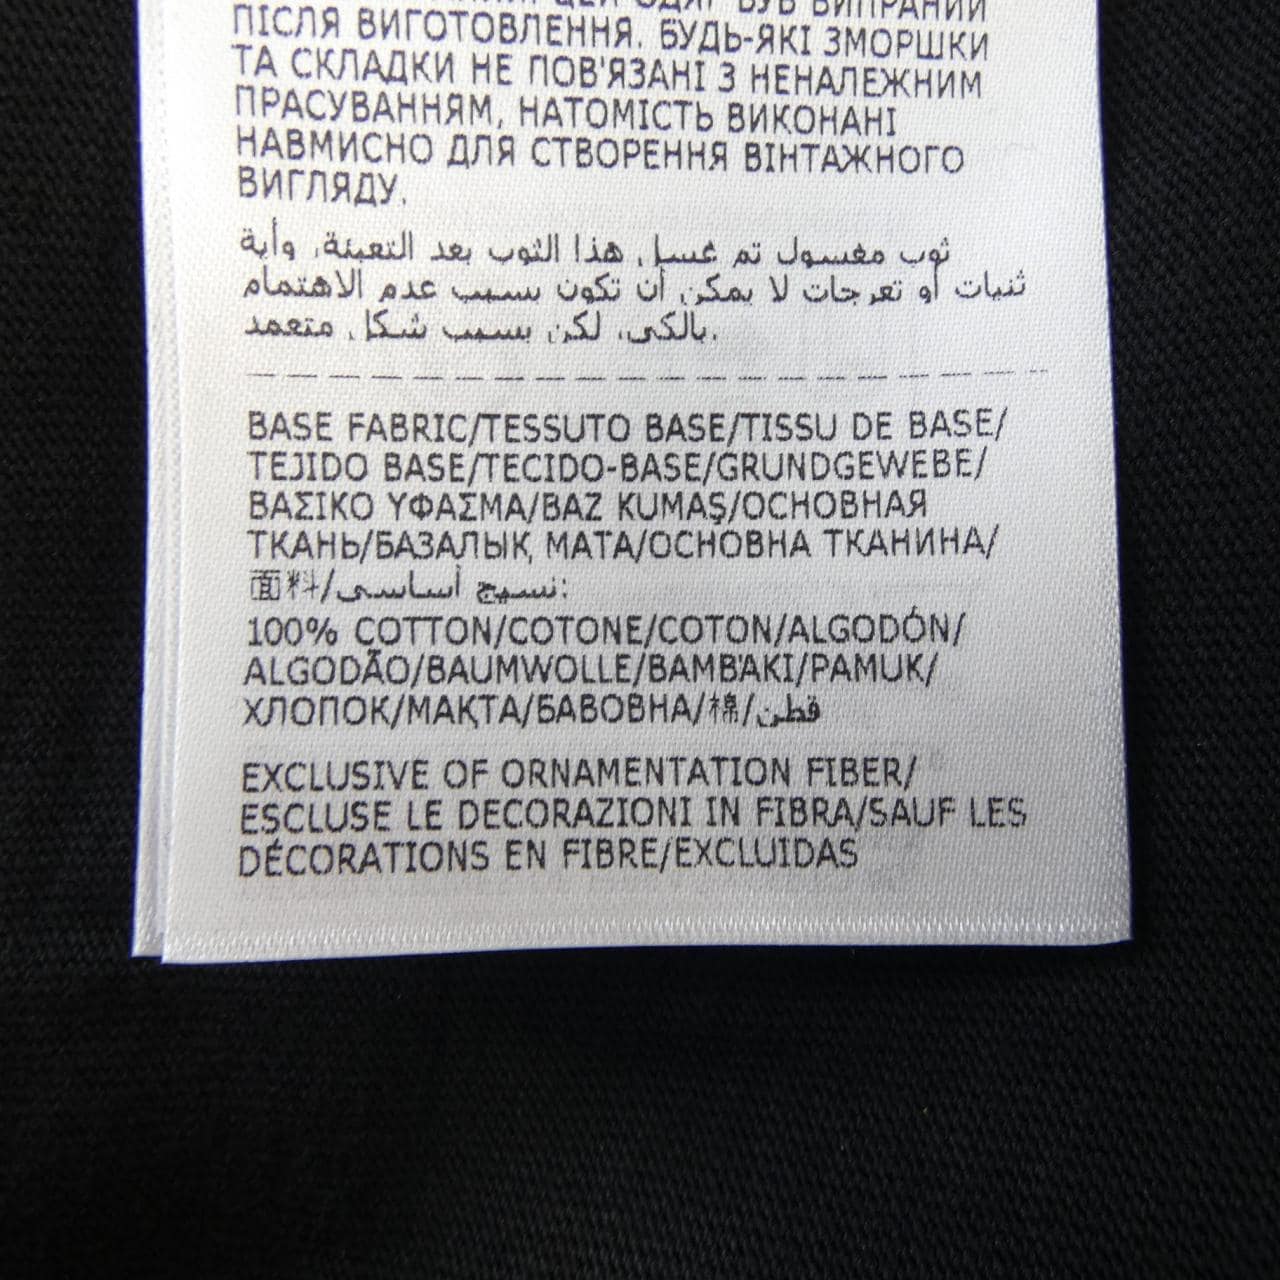 ЦЕЙ ОДЯГ БУВ ВИПРАНИЙ
ПІСЛЯ ВИГОТОВЛЕННЯ. БУДЬ-ЯКІ ЗМОРШКИ
ТА СКЛАДКИ НЕ ПОВ'ЯЗАНІ З НЕНАЛЕЖНИМ
ПРАСУВАННЯМ, НАТОМІСТЬ ВИКОНАНІ
НАВМИСНО ДЛЯ СТВОРЕННЯ ВІНТАЖНОГО
ВИГЛЯДУ.
ثوب مغسول تم غسل هذا الثوب بعد التعبئة، وأية
ثنيات أو تعرجات لا يمكن أن تكون بسبب عدم الاهتمام
بالكي، لكن بسبب شكل متعمد.
BASE FABRIC/TESSUTO BASE/TISSU DE BASE/
TEJIDO BASE/TECIDO-BASE/GRUNDGEWEBE/
ΒΑΣΙΚΟ ΥΦΑΣΜΑ/BAZ KUMAŞ/ОСНОВНАЯ
ТКАНЬ/БАЗАЛЫҚ МАТА/ОСНОВНА ТКАНИНА/
面料/نسيج أساسي:
100% COTTON/COTONE/COTON/ALGODÓN/
ALGODÃO/BAUMWOLLE/ΒΑΜΒΆΚΙ/PAMUK/
ХЛОПОК/МАҚТА/БАВОВНА/棉/قطن
EXCLUSIVE OF ORNAMENTATION FIBER/
ESCLUSE LE DECORAZIONI IN FIBRA/SAUF LES
DÉCORATIONS EN FIBRE/EXCLUIDAS